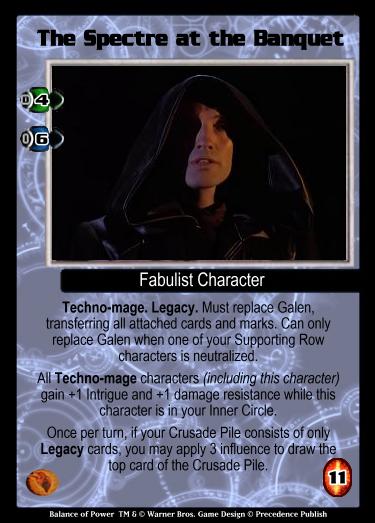 The Spectre at the Banquet
4
6
Fabulist Character
Techno-mage. Legacy. Must replace Galen,
transferring all attached cards and marks. Can only
replace Galen when one of your Supporting Row
characters is neutralized.
All Techno-mage characters (including this character)
gain +1 Intrigue and +1 damage resistance while this
character is in your Inner Circle.
Once per turn, if your Crusade Pile consists of only
Legacy cards, you may apply 3 influence to draw the
top card of the Crusade Pile.
11
Balance of Power TM & © Warner Bros. Game Design © Precedence Publish